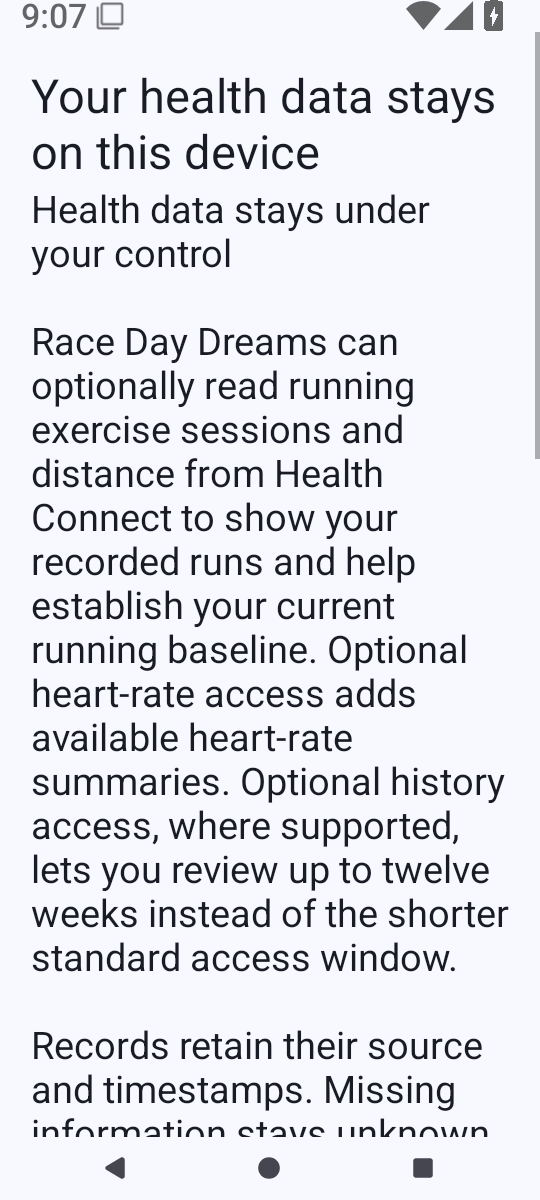 9:07
Your health data stays
on this device
Health data stays under
your control
Race Day Dreams can
optionally read running
exercise sessions and
distance from Health
Connect to show your
recorded runs and help
establish your current
running baseline. Optional
heart-rate access adds
available heart-rate
summaries. Optional history
access, where supported,
lets you review up to twelve
weeks instead of the shorter
standard access window.
Records retain their source
and timestamps. Missing
information stays unknown